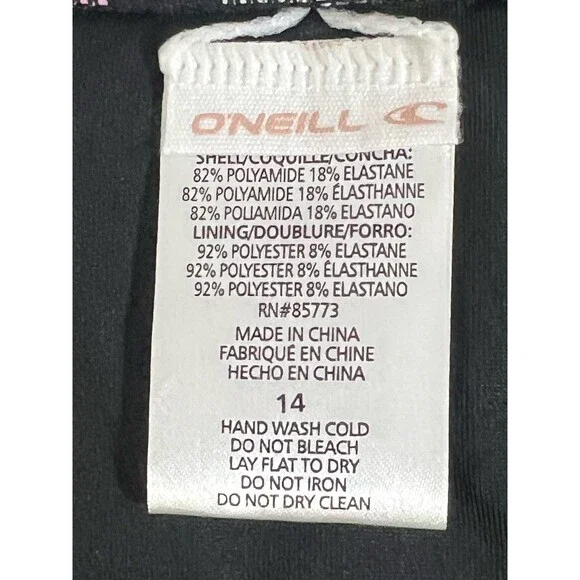 O'NEILL
SHELL/COQUILLE/CONCHA:
82% POLYAMIDE 18% ELASTANE
82% POLYAMIDE 18% ÉLASTHANNE
82% POLIAMIDA 18% ELASTANO
LINING/DOUBLURE/FORRO:
92% POLYESTER 8% ELASTANE
92% POLYESTER 8% ÉLASTHANNE
92% POLYESTER 8% ELASTANO
RN#85773
MADE IN CHINA
FABRIQUÉ EN CHINE
HECHO EN CHINA
14
HAND WASH COLD
DO NOT BLEACH
LAY FLAT TO DRY
DO NOT IRON
DO NOT DRY CLEAN